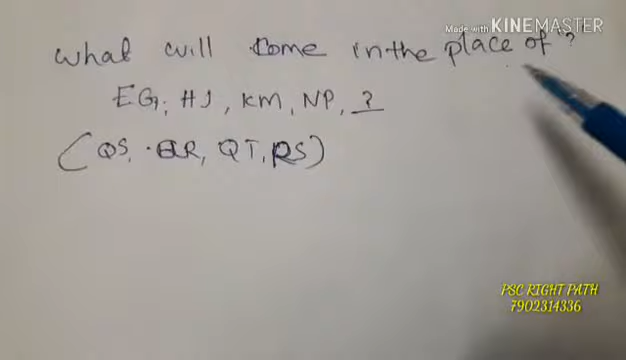 Made with KINEMASTER
What will come in the place of ?
EG, HJ, KM, NP, ?
(QS, QR, QT, RS)
PSC RIGHT PATH
7902314336